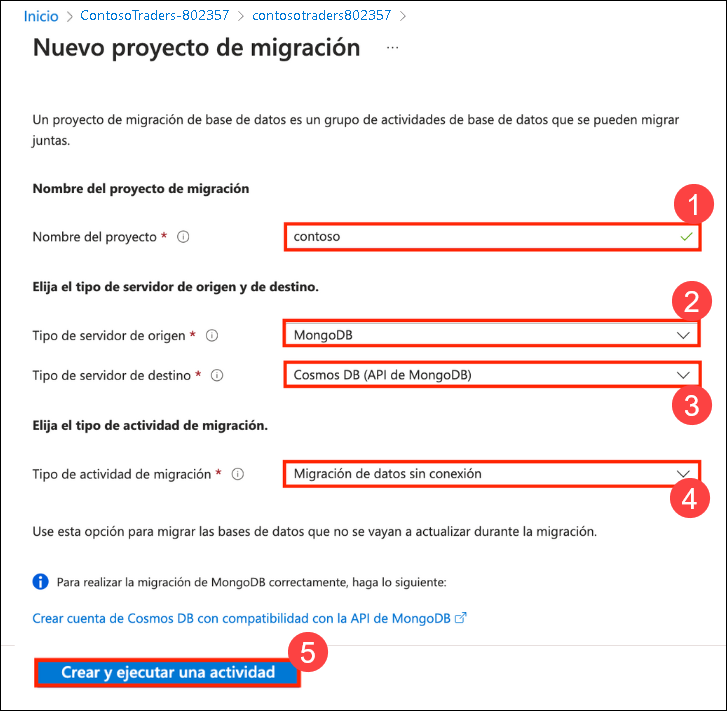 Inicio > ContosoTraders-802357 > contosotraders802357 >
Nuevo proyecto de migración ...
Un proyecto de migración de base de datos es un grupo de actividades de base de datos que se pueden migrar
juntas.
Nombre del proyecto de migración
1
Nombre del proyecto * contoso
Elija el tipo de servidor de origen y de destino.
2
Tipo de servidor de origen * MongoDB
Tipo de servidor de destino * Cosmos DB (API de MongoDB)
3
Elija el tipo de actividad de migración.
Tipo de actividad de migración * Migración de datos sin conexión
4
Use esta opción para migrar las bases de datos que no se vayan a actualizar durante la migración.
Para realizar la migración de MongoDB correctamente, haga lo siguiente:
Crear cuenta de Cosmos DB con compatibilidad con la API de MongoDB
5
Crear y ejecutar una actividad